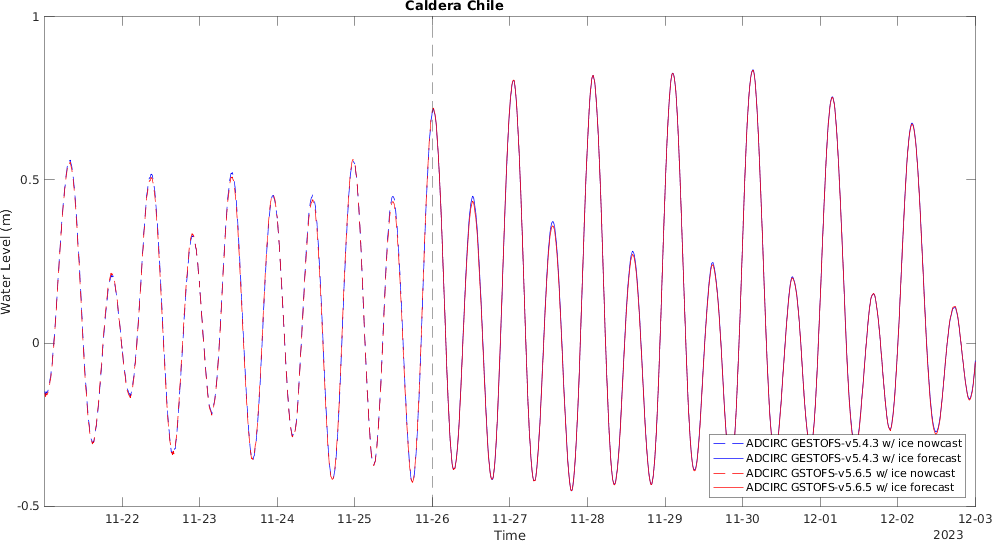 Caldera Chile
1
0.5
0
-0.5
Water Level (m)
11-22 11-23 11-24 11-25 11-26 11-27 11-28 11-29 11-30 12-01 12-02 12-03
Time
2023
ADCIRC GESTOFS-v5.4.3 w/ ice nowcast
ADCIRC GESTOFS-v5.4.3 w/ ice forecast
ADCIRC GSTOFS-v5.6.5 w/ ice nowcast
ADCIRC GSTOFS-v5.6.5 w/ ice forecast